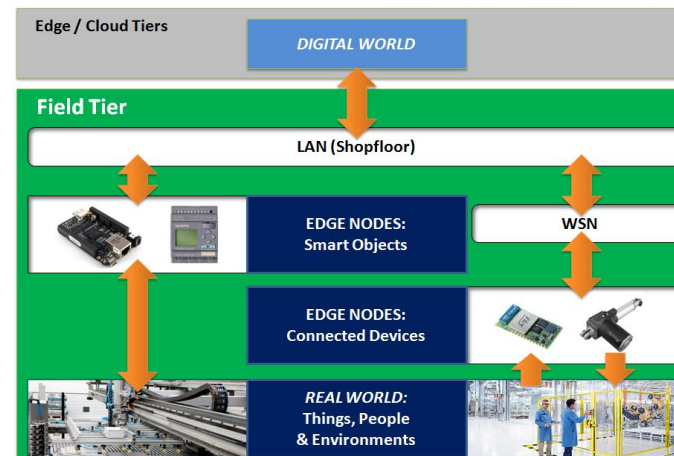 Edge / Cloud Tiers
DIGITAL WORLD
Field Tier
LAN (Shopfloor)
EDGE NODES:
Smart Objects
WSN
EDGE NODES:
Connected Devices
REAL WORLD:
Things, People
& Environments